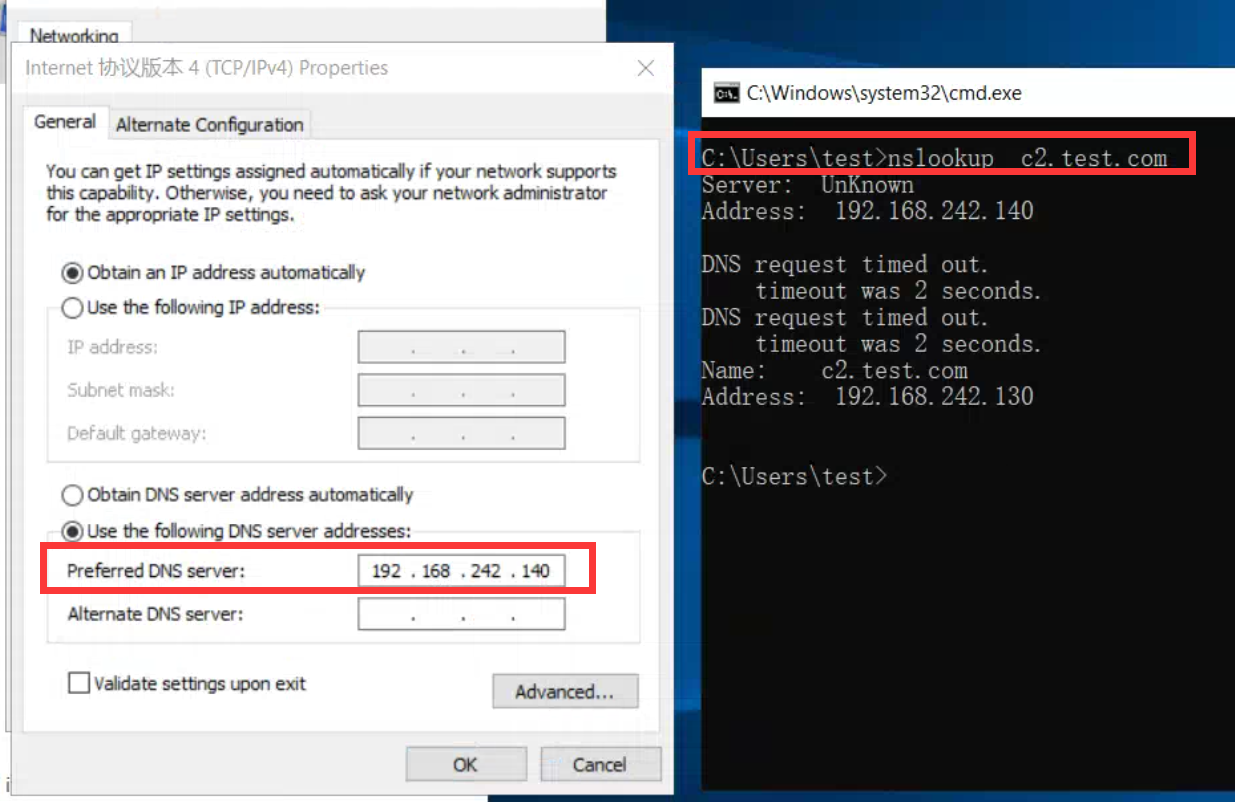 Networking
Internet 协议版本 4 (TCP/IPv4) Properties
General
Alternate Configuration
You can get IP settings assigned automatically if your network supports
this capability. Otherwise, you need to ask your network administrator
for the appropriate IP settings.
Obtain an IP address automatically
Use the following IP address:
IP address:
. . .
Subnet mask:
. . .
Default gateway:
. . .
Obtain DNS server address automatically
Use the following DNS server addresses:
Preferred DNS server:
192 . 168 . 242 . 140
Alternate DNS server:
. . .
Validate settings upon exit
Advanced...
OK
Cancel
C:\Windows\system32\cmd.exe
C:\Users\test>nslookup  c2.test.com
Server:  UnKnown
Address:  192.168.242.140
DNS request timed out.
    timeout was 2 seconds.
DNS request timed out.
    timeout was 2 seconds.
Name:    c2.test.com
Address:  192.168.242.130
C:\Users\test>